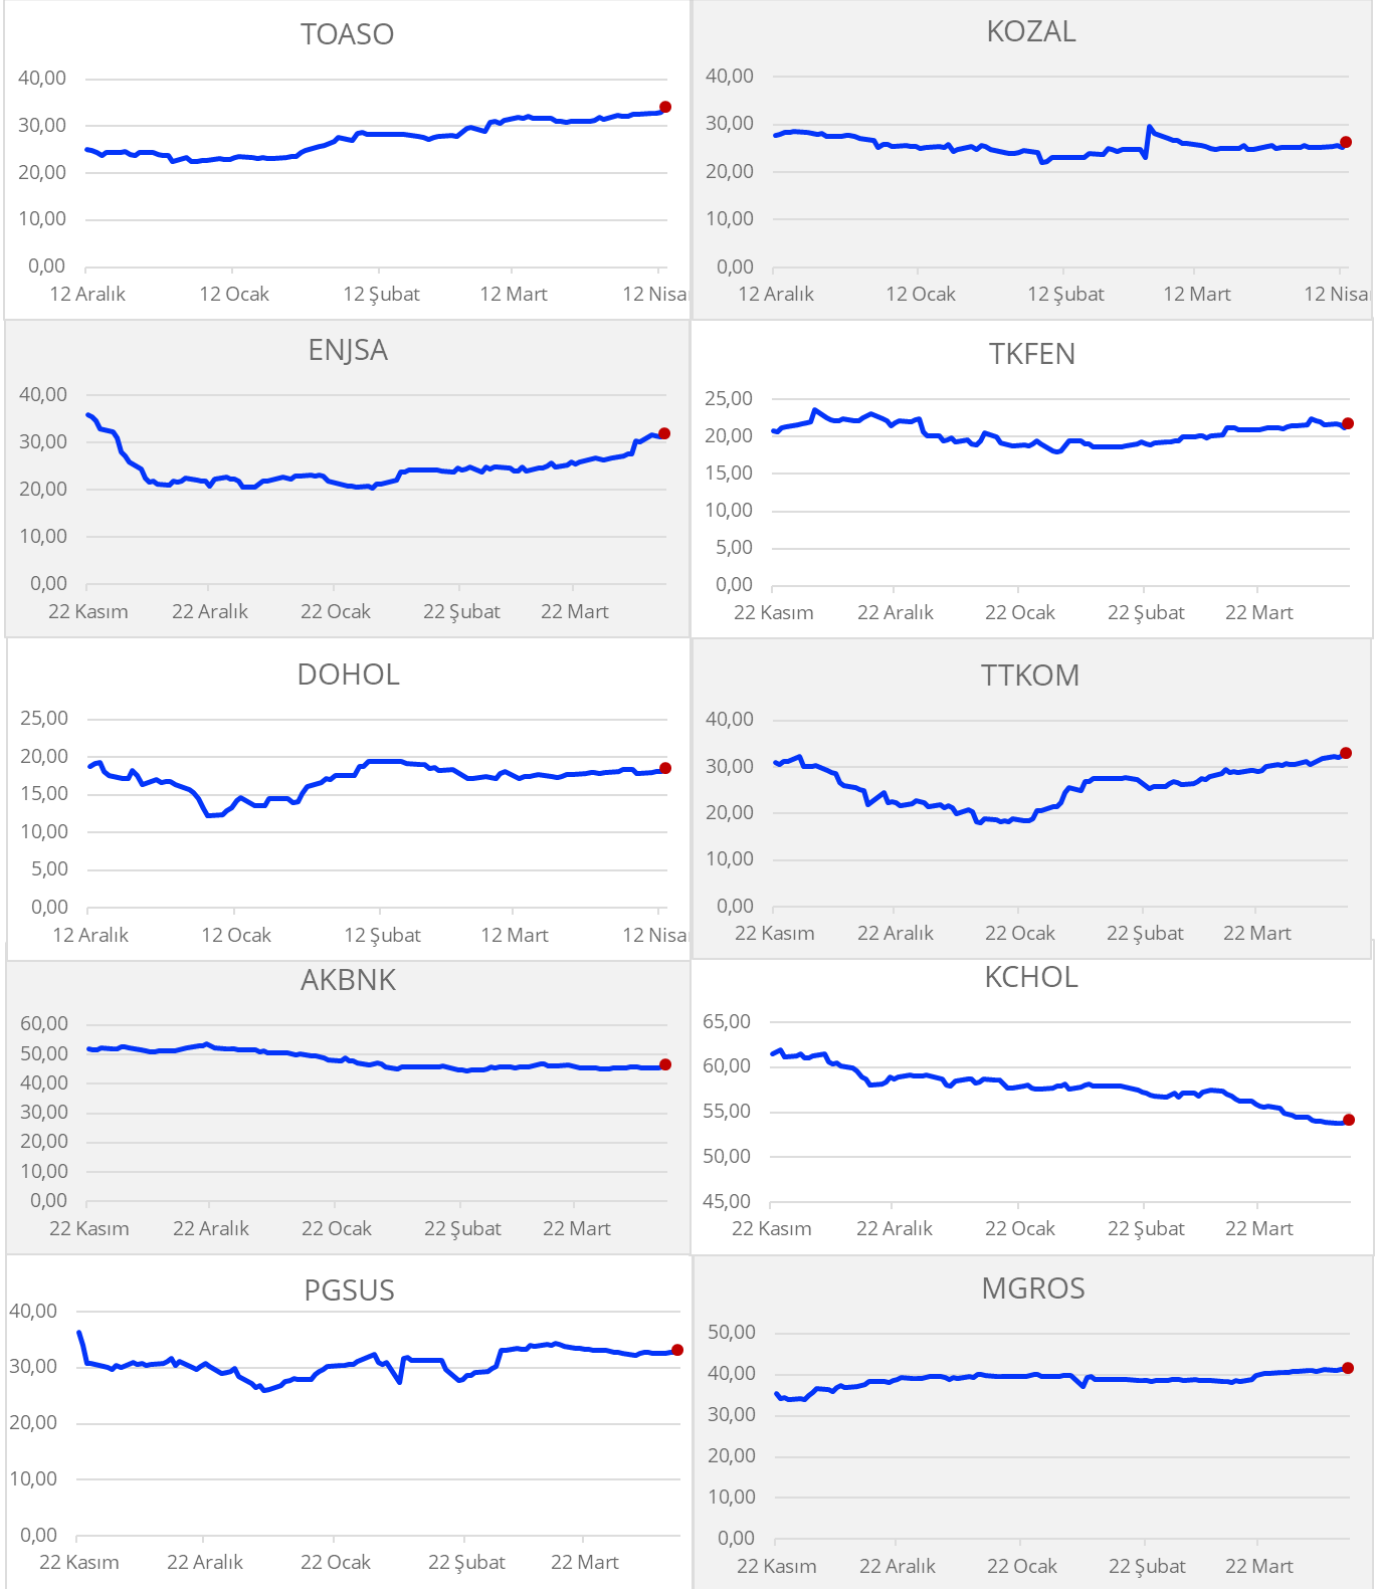 TOASO
40,00
30,00
20,00
10,00
0,00
12 Aralık 12 Ocak 12 Şubat 12 Mart 12 Nisan
KOZAL
40,00
30,00
20,00
10,00
0,00
12 Aralık 12 Ocak 12 Şubat 12 Mart 12 Nisa
ENJSA
40,00
30,00
20,00
10,00
0,00
22 Kasım 22 Aralık 22 Ocak 22 Şubat 22 Mart
TKFEN
25,00
20,00
15,00
10,00
5,00
0,00
22 Kasım 22 Aralık 22 Ocak 22 Şubat 22 Mart
DOHOL
25,00
20,00
15,00
10,00
5,00
0,00
12 Aralık 12 Ocak 12 Şubat 12 Mart 12 Nisan
TTKOM
40,00
30,00
20,00
10,00
0,00
22 Kasım 22 Aralık 22 Ocak 22 Şubat 22 Mart
AKBNK
60,00
50,00
40,00
30,00
20,00
10,00
0,00
22 Kasım 22 Aralık 22 Ocak 22 Şubat 22 Mart
KCHOL
65,00
60,00
55,00
50,00
45,00
22 Kasım 22 Aralık 22 Ocak 22 Şubat 22 Mart
PGSUS
40,00
30,00
20,00
10,00
0,00
22 Kasım 22 Aralık 22 Ocak 22 Şubat 22 Mart
MGROS
50,00
40,00
30,00
20,00
10,00
0,00
22 Kasım 22 Aralık 22 Ocak 22 Şubat 22 Mart